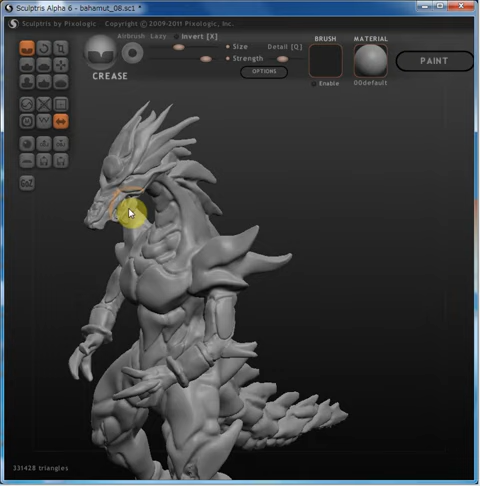 Sculptris Alpha 6 - bahamut_06.sc1 *
Sculptris by Pixologic   Copyright © 2009-2011 Pixologic, Inc.
Airbrush Lazy Invert [X]
Size Detail [Q]
Strength
OPTIONS
CREASE
BRUSH
Enable
MATERIAL
00default
PAINT
331428 triangles